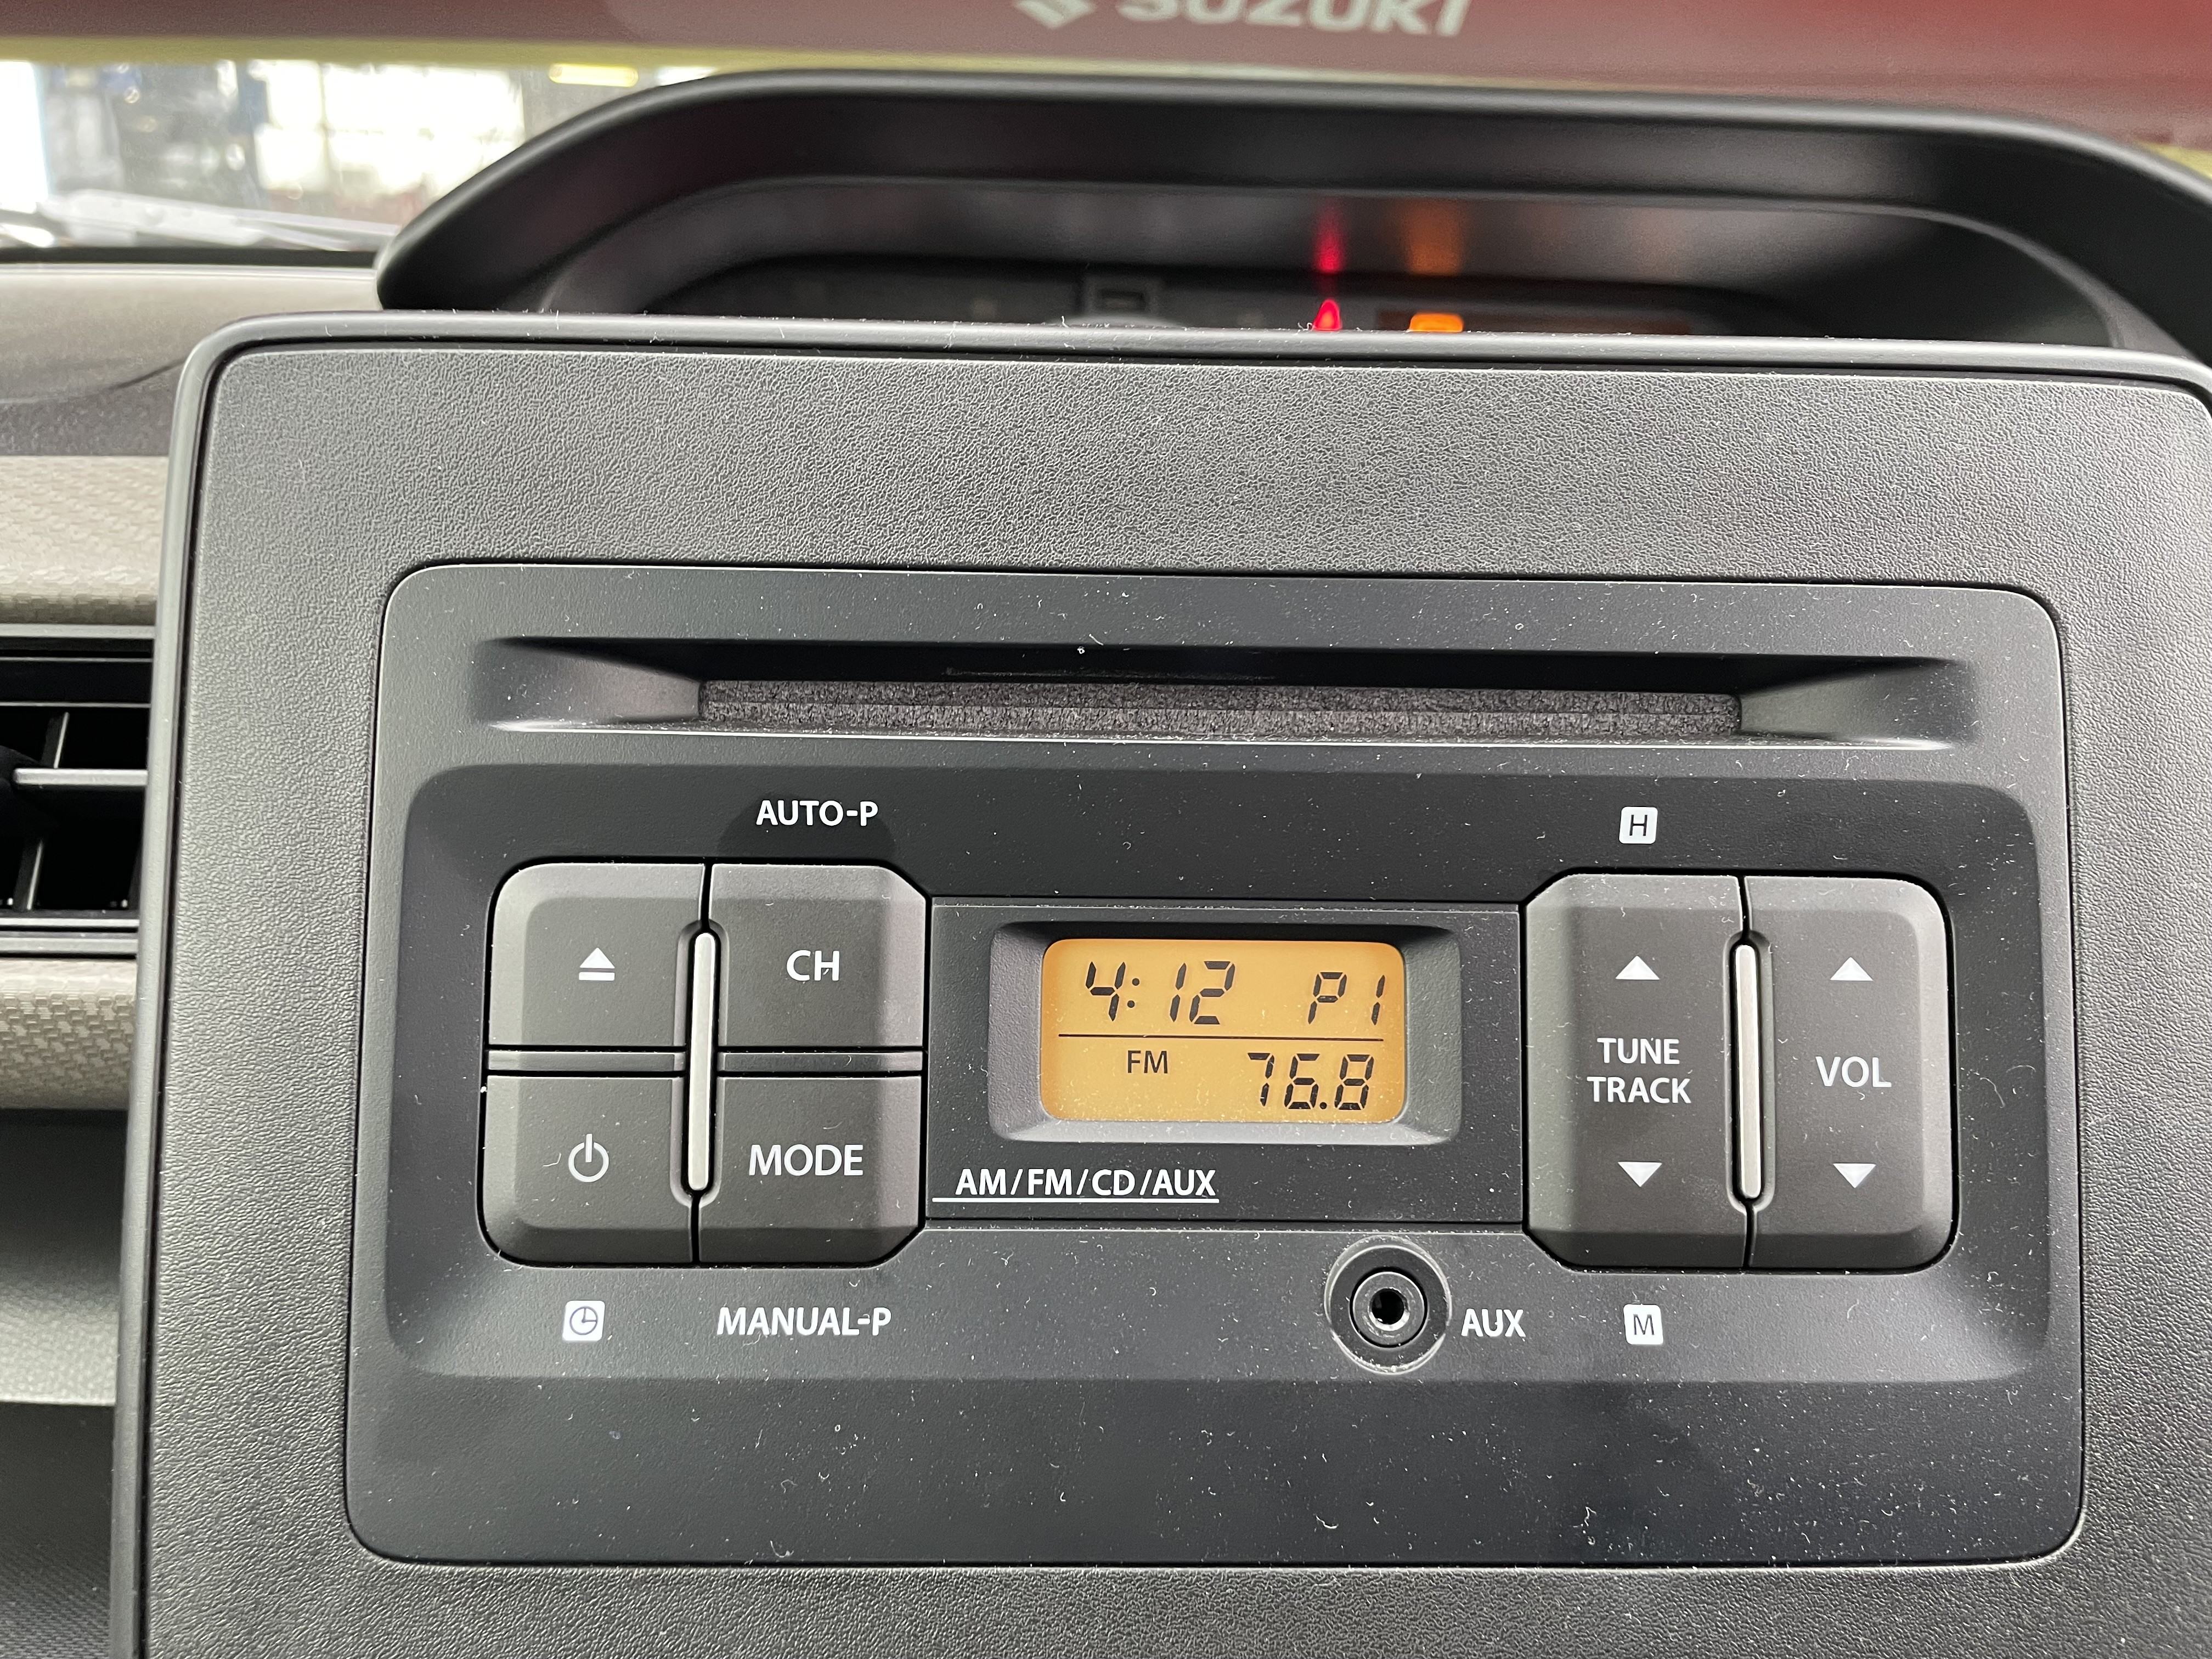 SUZUKI
AUTO-P
H
CH
4:12 P1
FM 76.8
TUNE
TRACK
VOL
MODE
AM/FM/CD/AUX
MANUAL-P
AUX
M